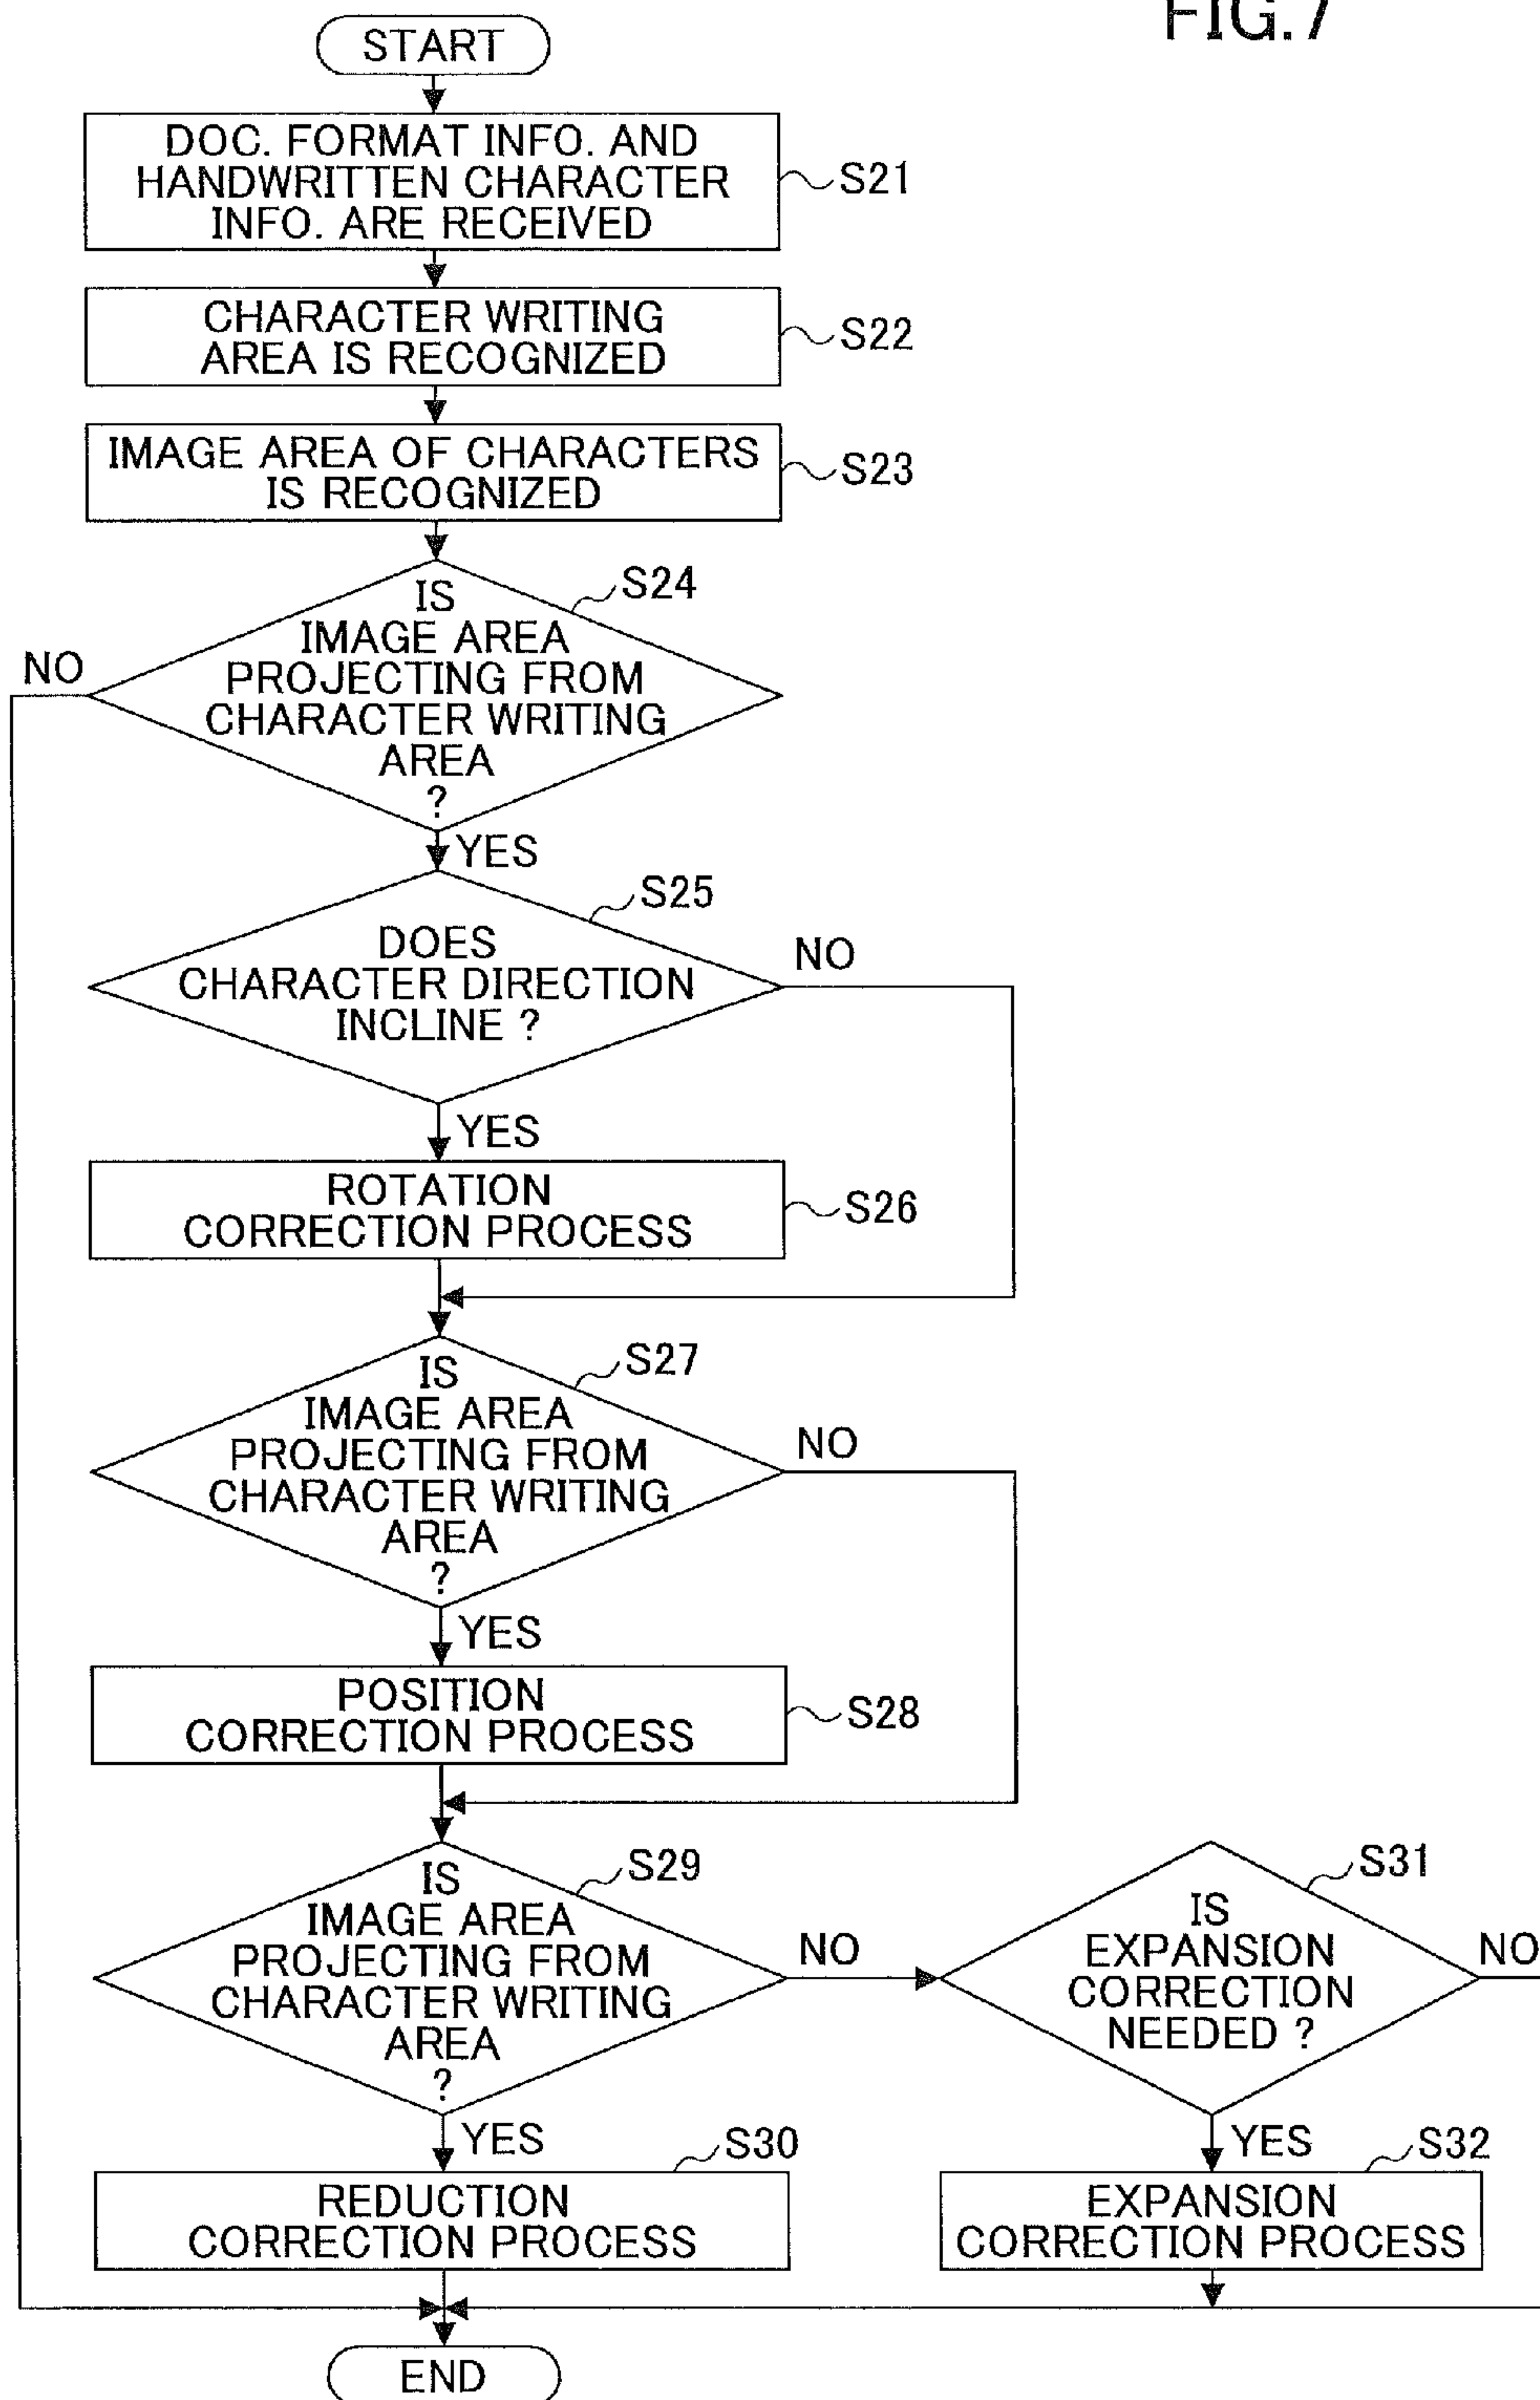 FIG.7
START
DOC. FORMAT INFO. AND
HANDWRITTEN CHARACTER
INFO. ARE RECEIVED
S21
CHARACTER WRITING
AREA IS RECOGNIZED
S22
IMAGE AREA OF CHARACTERS
IS RECOGNIZED
S23
S24
IS
IMAGE AREA
PROJECTING FROM
CHARACTER WRITING
AREA
?
NO
YES
S25
DOES
CHARACTER DIRECTION
INCLINE ?
NO
YES
ROTATION
CORRECTION PROCESS
S26
S27
IS
IMAGE AREA
PROJECTING FROM
CHARACTER WRITING
AREA
?
NO
YES
POSITION
CORRECTION PROCESS
S28
S29
IS
IMAGE AREA
PROJECTING FROM
CHARACTER WRITING
AREA
?
NO
YES
S31
IS
EXPANSION
CORRECTION
NEEDED ?
NO
YES
S30
REDUCTION
CORRECTION PROCESS
S32
EXPANSION
CORRECTION PROCESS
END